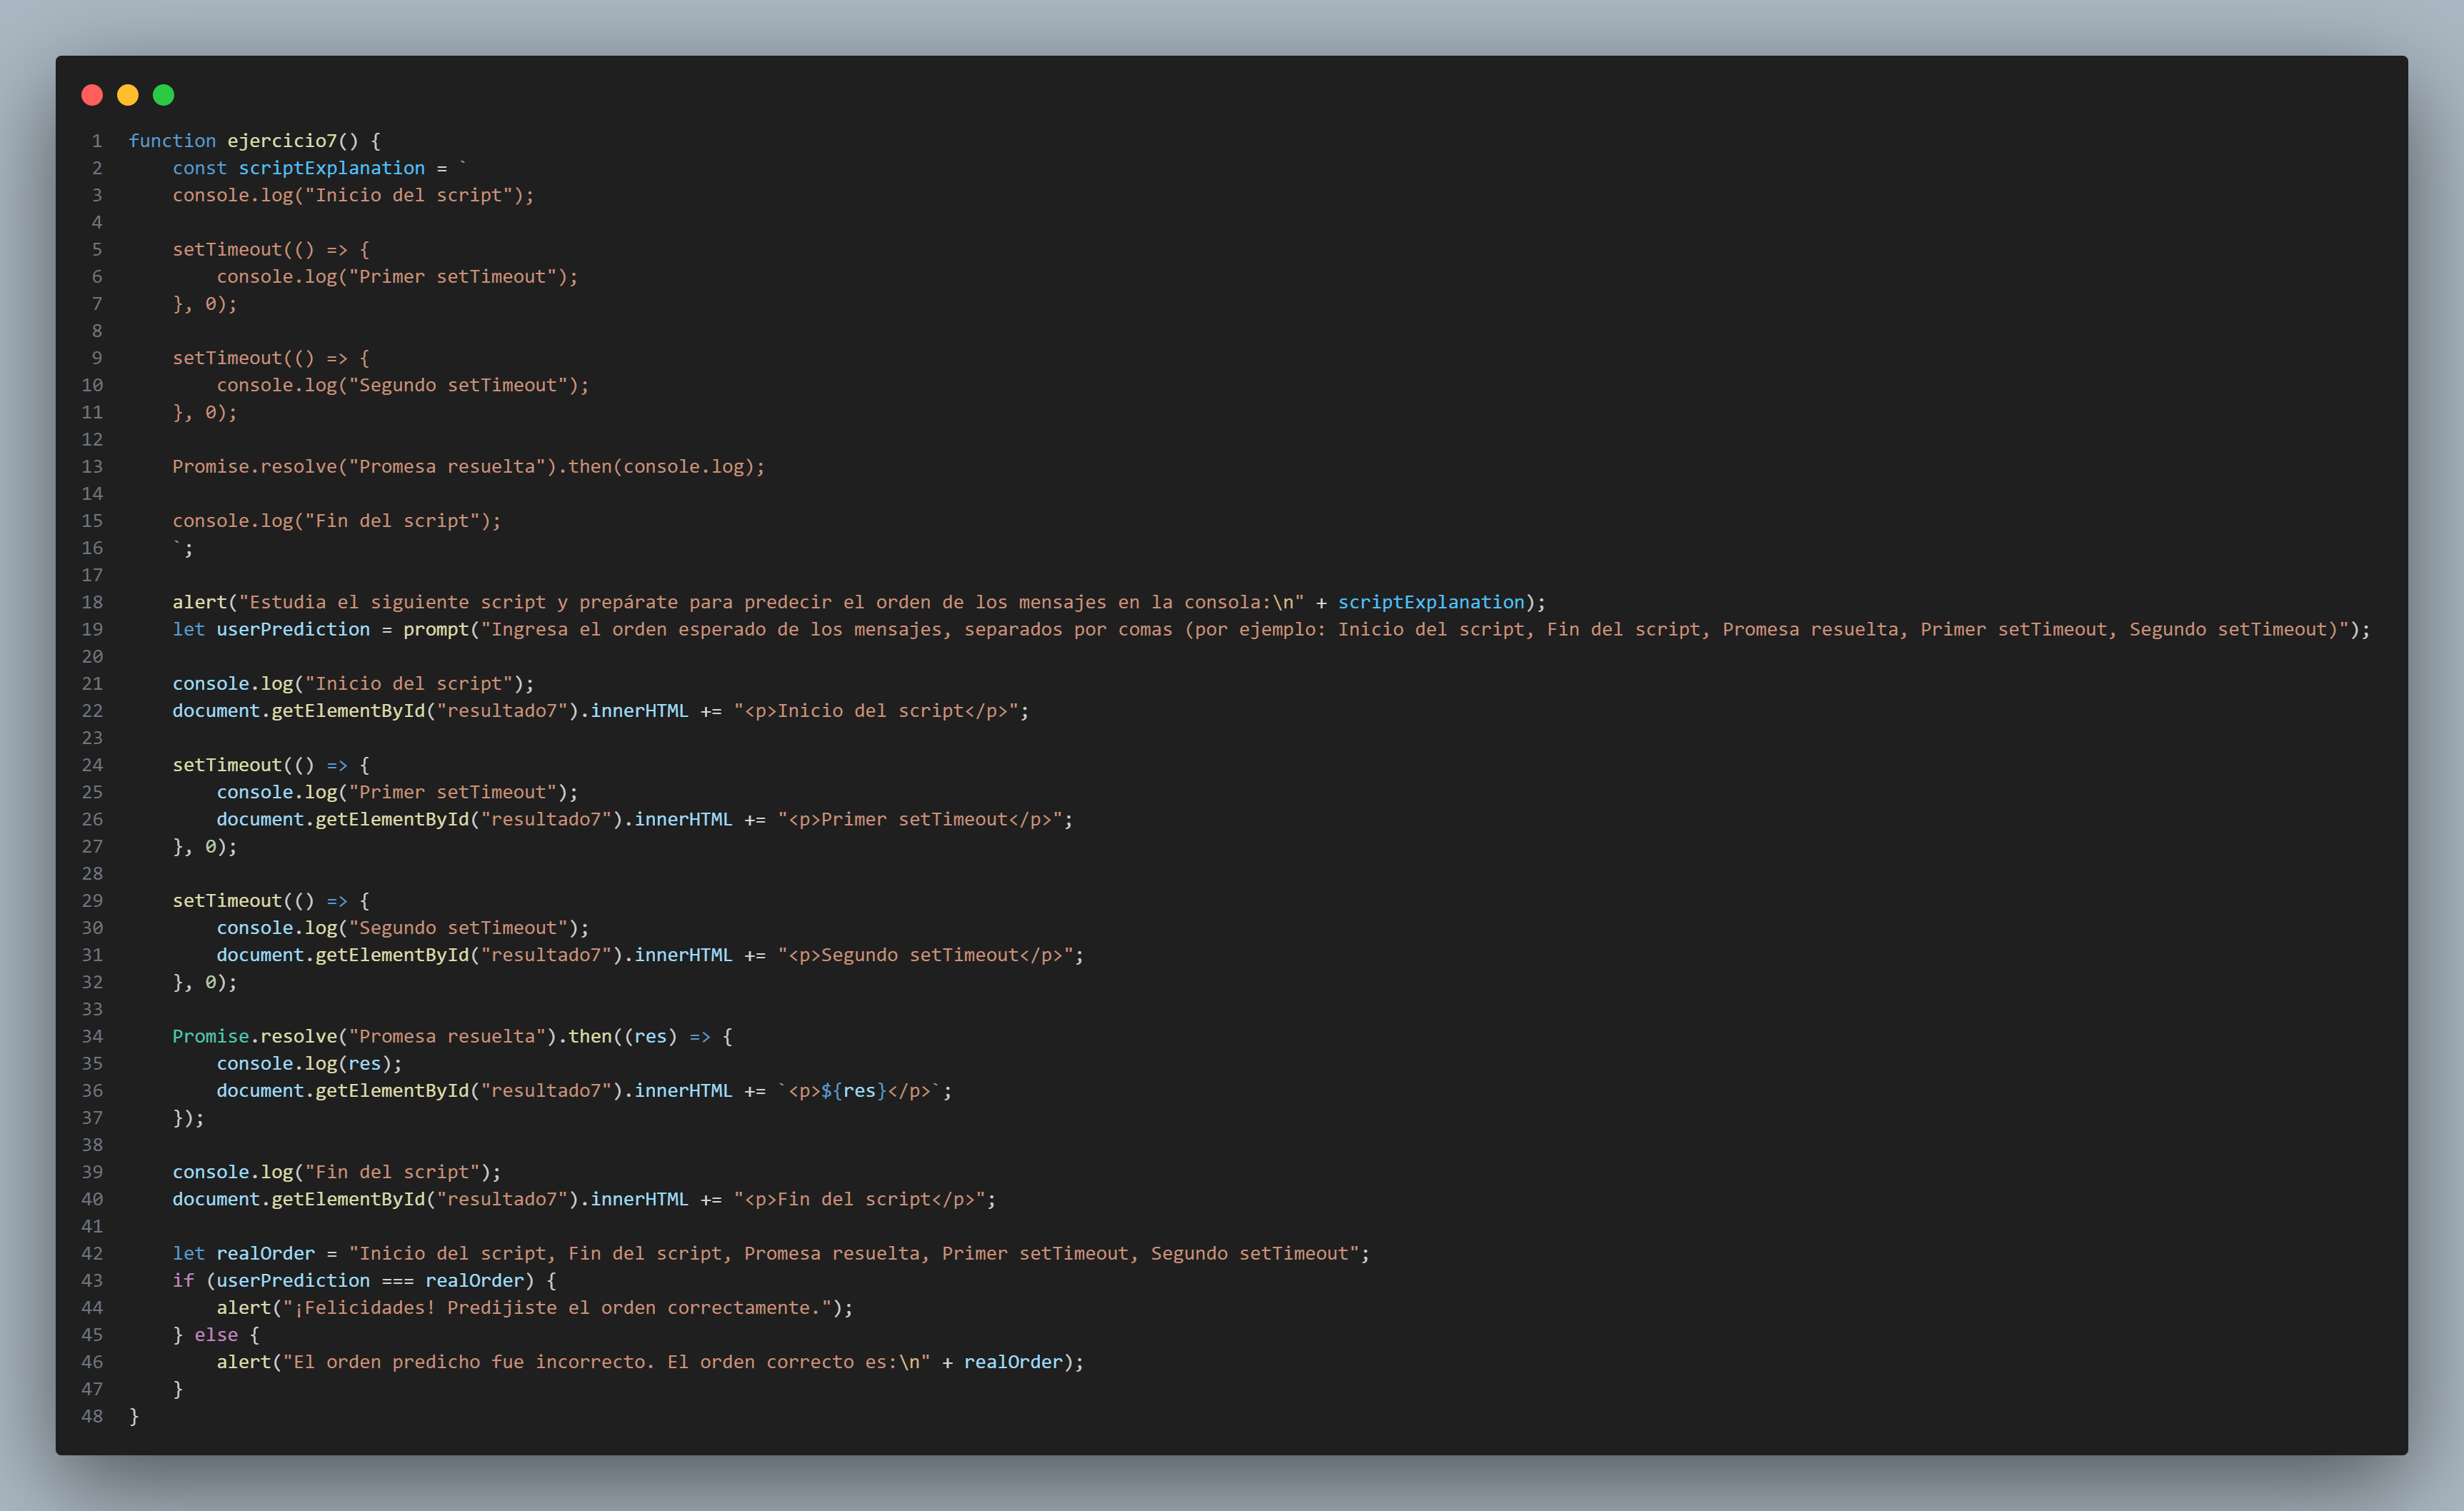 1 function ejercicio7() {
2     const scriptExplanation = `
3     console.log("Inicio del script");
4
5     setTimeout(() => {
6         console.log("Primer setTimeout");
7     }, 0);
8
9     setTimeout(() => {
10         console.log("Segundo setTimeout");
11     }, 0);
12
13     Promise.resolve("Promesa resuelta").then(console.log);
14
15     console.log("Fin del script");
16     `;
17
18     alert("Estudia el siguiente script y prepárate para predecir el orden de los mensajes en la consola:\n" + scriptExplanation);
19     let userPrediction = prompt("Ingresa el orden esperado de los mensajes, separados por comas (por ejemplo: Inicio del script, Fin del script, Promesa resuelta, Primer setTimeout, Segundo setTimeout)");
20
21     console.log("Inicio del script");
22     document.getElementById("resultado7").innerHTML += "<p>Inicio del script</p>";
23
24     setTimeout(() => {
25         console.log("Primer setTimeout");
26         document.getElementById("resultado7").innerHTML += "<p>Primer setTimeout</p>";
27     }, 0);
28
29     setTimeout(() => {
30         console.log("Segundo setTimeout");
31         document.getElementById("resultado7").innerHTML += "<p>Segundo setTimeout</p>";
32     }, 0);
33
34     Promise.resolve("Promesa resuelta").then((res) => {
35         console.log(res);
36         document.getElementById("resultado7").innerHTML += `<p>${res}</p>`;
37     });
38
39     console.log("Fin del script");
40     document.getElementById("resultado7").innerHTML += "<p>Fin del script</p>";
41
42     let realOrder = "Inicio del script, Fin del script, Promesa resuelta, Primer setTimeout, Segundo setTimeout";
43     if (userPrediction === realOrder) {
44         alert("¡Felicidades! Predijiste el orden correctamente.");
45     } else {
46         alert("El orden predicho fue incorrecto. El orden correcto es:\n" + realOrder);
47     }
48 }